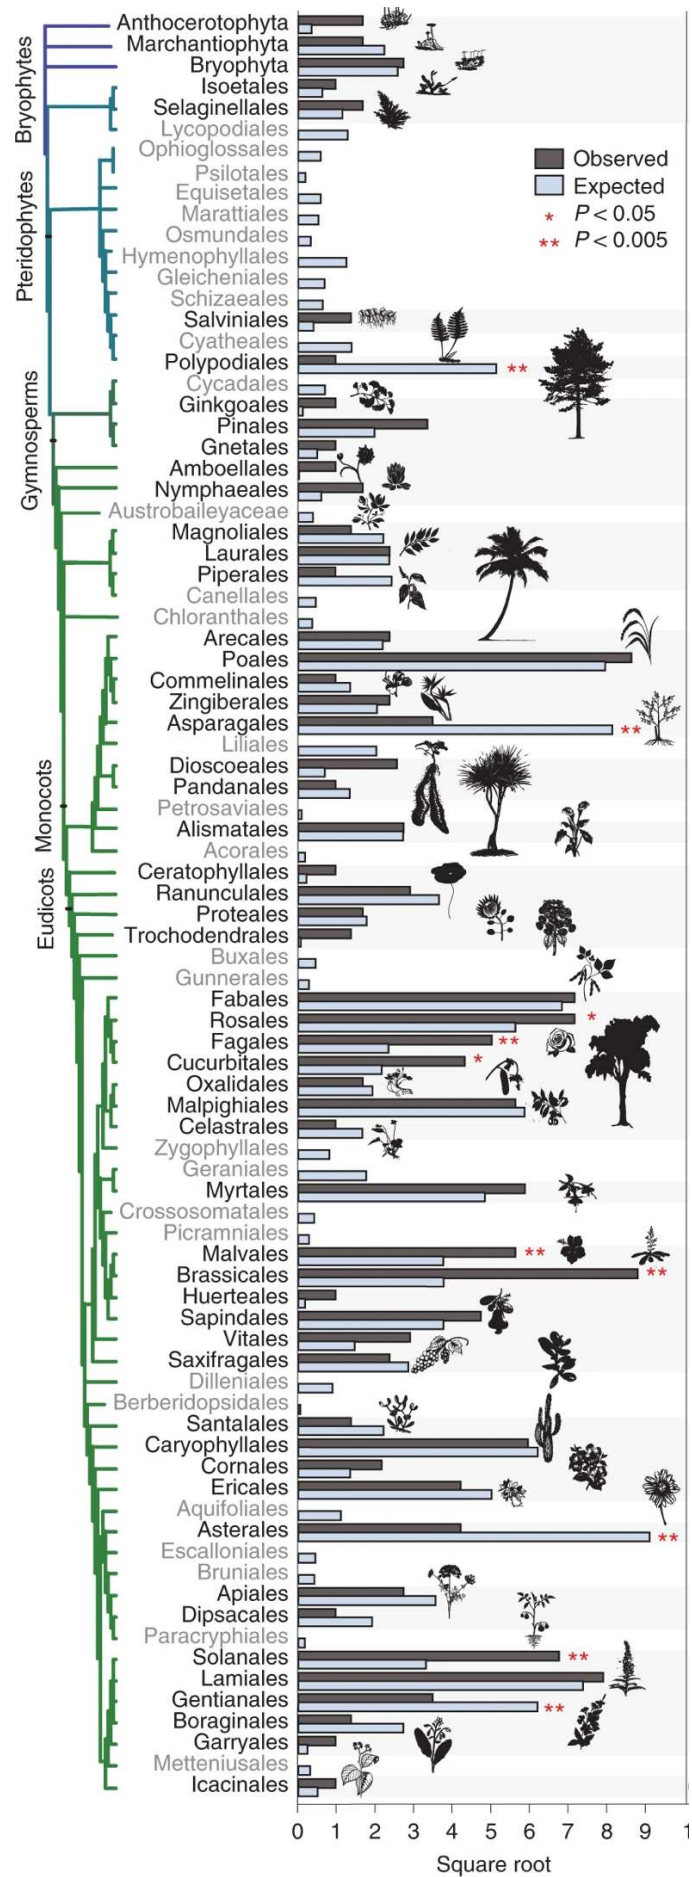 Bryophytes
Pteridophytes
Gymnosperms
Monocots
Eudicots
Anthocerotophyta
Marchantiophyta
Bryophyta
Isoetales
Selaginellales
Lycopodiales
Ophioglossales
Psilotales
Equisetales
Marattiales
Osmundales
Hymenophyllales
Gleicheniales
Schizaeales
Salviniales
Cyatheales
Polypodiales **
Cycadales
Ginkgoales
Pinales
Gnetales
Amboellales
Nymphaeales
Austrobaileyaceae
Magnoliales
Laurales
Piperales
Canellales
Chloranthales
Arecales
Poales
Commelinales
Zingiberales
Asparagales **
Liliales
Dioscoeales
Pandanales
Petrosaviales
Alismatales
Acorales
Ceratophyllales
Ranunculales
Proteales
Trochodendrales
Buxales
Gunnerales
Fabales
Rosales *
Fagales **
Cucurbitales *
Oxalidales
Malpighiales
Celastrales
Zygophyllales
Geraniales
Myrtales
Crossosomatales
Picramniales
Malvales **
Brassicales **
Huerteales
Sapindales
Vitales
Saxifragales
Dilleniales
Berberidopsidales
Santalales
Caryophyllales
Cornales
Ericales
Aquifoliales
Asterales **
Escalloniales
Bruniales
Apiales
Dipsacales
Paracryphiales
Solanales **
Lamiales
Gentianales **
Boraginales
Garryales
Metteniusales
Icacinales
Observed
Expected
* P < 0.05
** P < 0.005
0 1 2 3 4 5 6 7 8 9 1
Square root